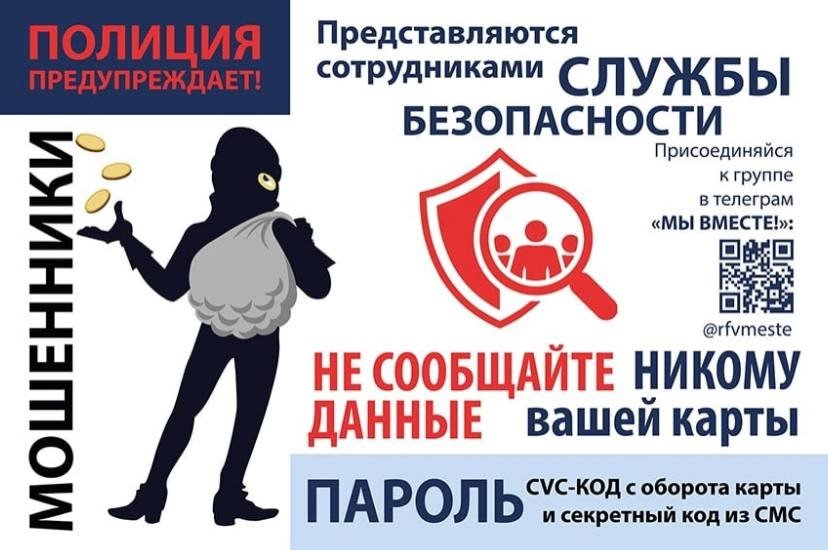 ПОЛИЦИЯ
ПРЕДУПРЕЖДАЕТ!
МОШЕННИКИ
Представляются
сотрудниками СЛУЖБЫ
БЕЗОПАСНОСТИ
Присоединяйся
к группе
в телеграм
«МЫ ВМЕСТЕ!»:
@rfvmeste
НЕ СООБЩАЙТЕ НИКОМУ
ДАННЫЕ вашей карты
ПАРОЛЬ CVC-КОД с оборота карты
и секретный код из СМС